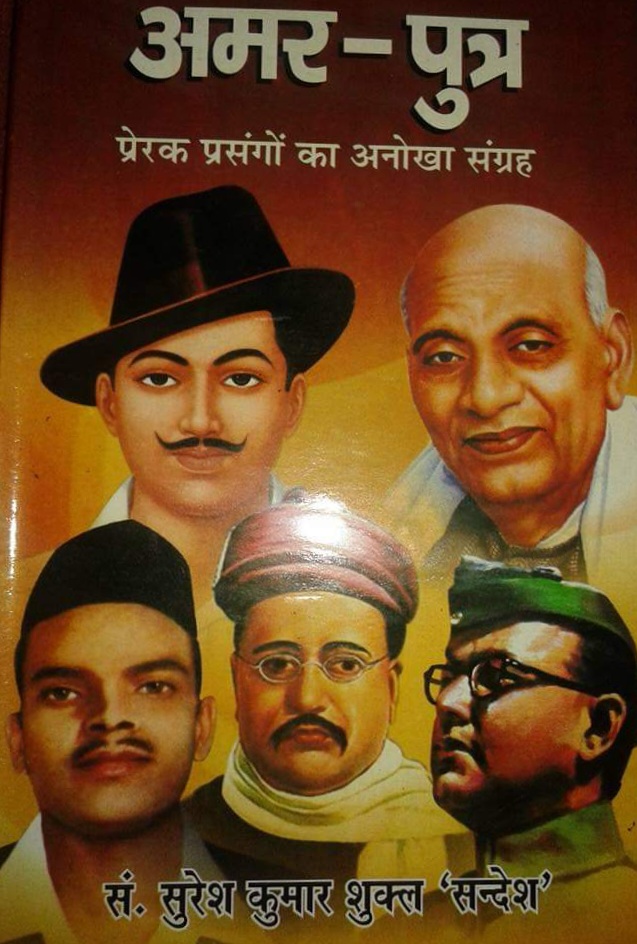 अमर-पुत्र
प्रेरक प्रसंगों का अनोखा संग्रह
सं. सुरेश कुमार शुक्ल ‘सन्देश’